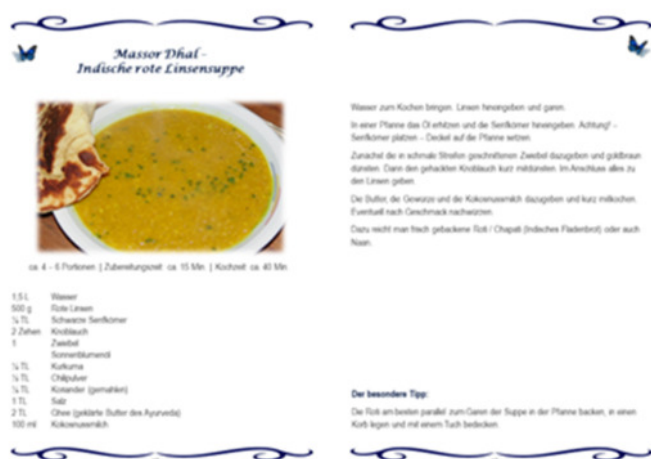 Massor Dhal –
Indische rote Linsensuppe
ca. 4 – 6 Portionen | Zubereitungszeit: ca. 15 Min. | Kochzeit: ca. 40 Min.
1,5 L Wasser
500 g Rote Linsen
TL Schwarze Senfkörner
2 Zehen Knoblauch
1 Zwiebel
Sonnenblumenöl
TL Kurkuma
TL Chilipulver
TL Koriander (gemahlen)
1 TL Salz
2 TL Ghee (geklärte Butter des Ayurveda)
100 ml Kokosnussmilch
Wasser zum Kochen bringen. Linsen hineingeben und garen.
In einer Pfanne das Öl erhitzen und die Senfkörner hineingeben. Achtung! –
Senfkörner platzen – Deckel auf die Pfanne setzen.
Zunächst die in schmale Streifen geschnittenen Zwiebel dazugeben und goldbraun
dünsten. Dann den gehackten Knoblauch kurz mitdünsten. Im Anschluss alles zu
den Linsen geben.
Die Butter, die Gewürze und die Kokosnussmilch dazugeben und kurz mitkochen.
Eventuell nach Geschmack nachwürzen.
Dazu reicht man frisch gebackene Roti / Chapati (Indisches Fladenbrot) oder auch
Naan.
Der besondere Tipp:
Die Roti am besten parallel zum Garen der Suppe in der Pfanne backen, in einen
Korb legen und mit einem Tuch bedecken.